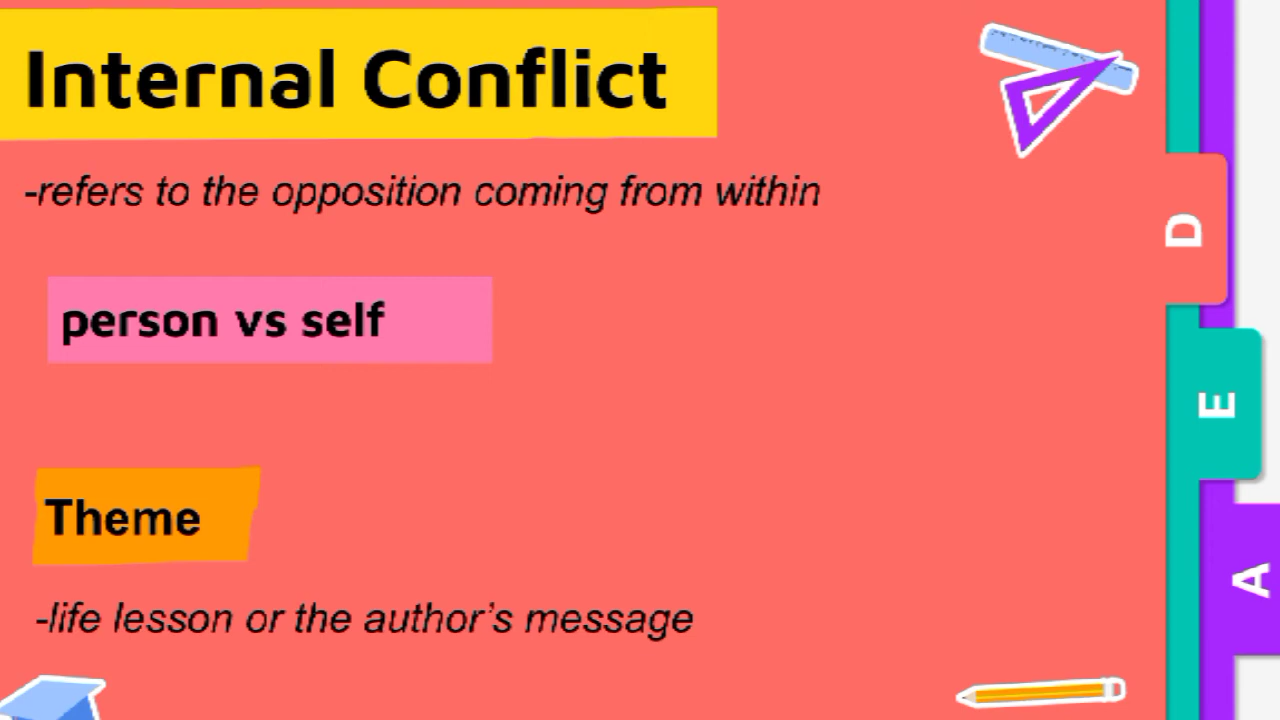 Internal Conflict
-refers to the opposition coming from within
person vs self
Theme
-life lesson or the author’s message
D
E
A